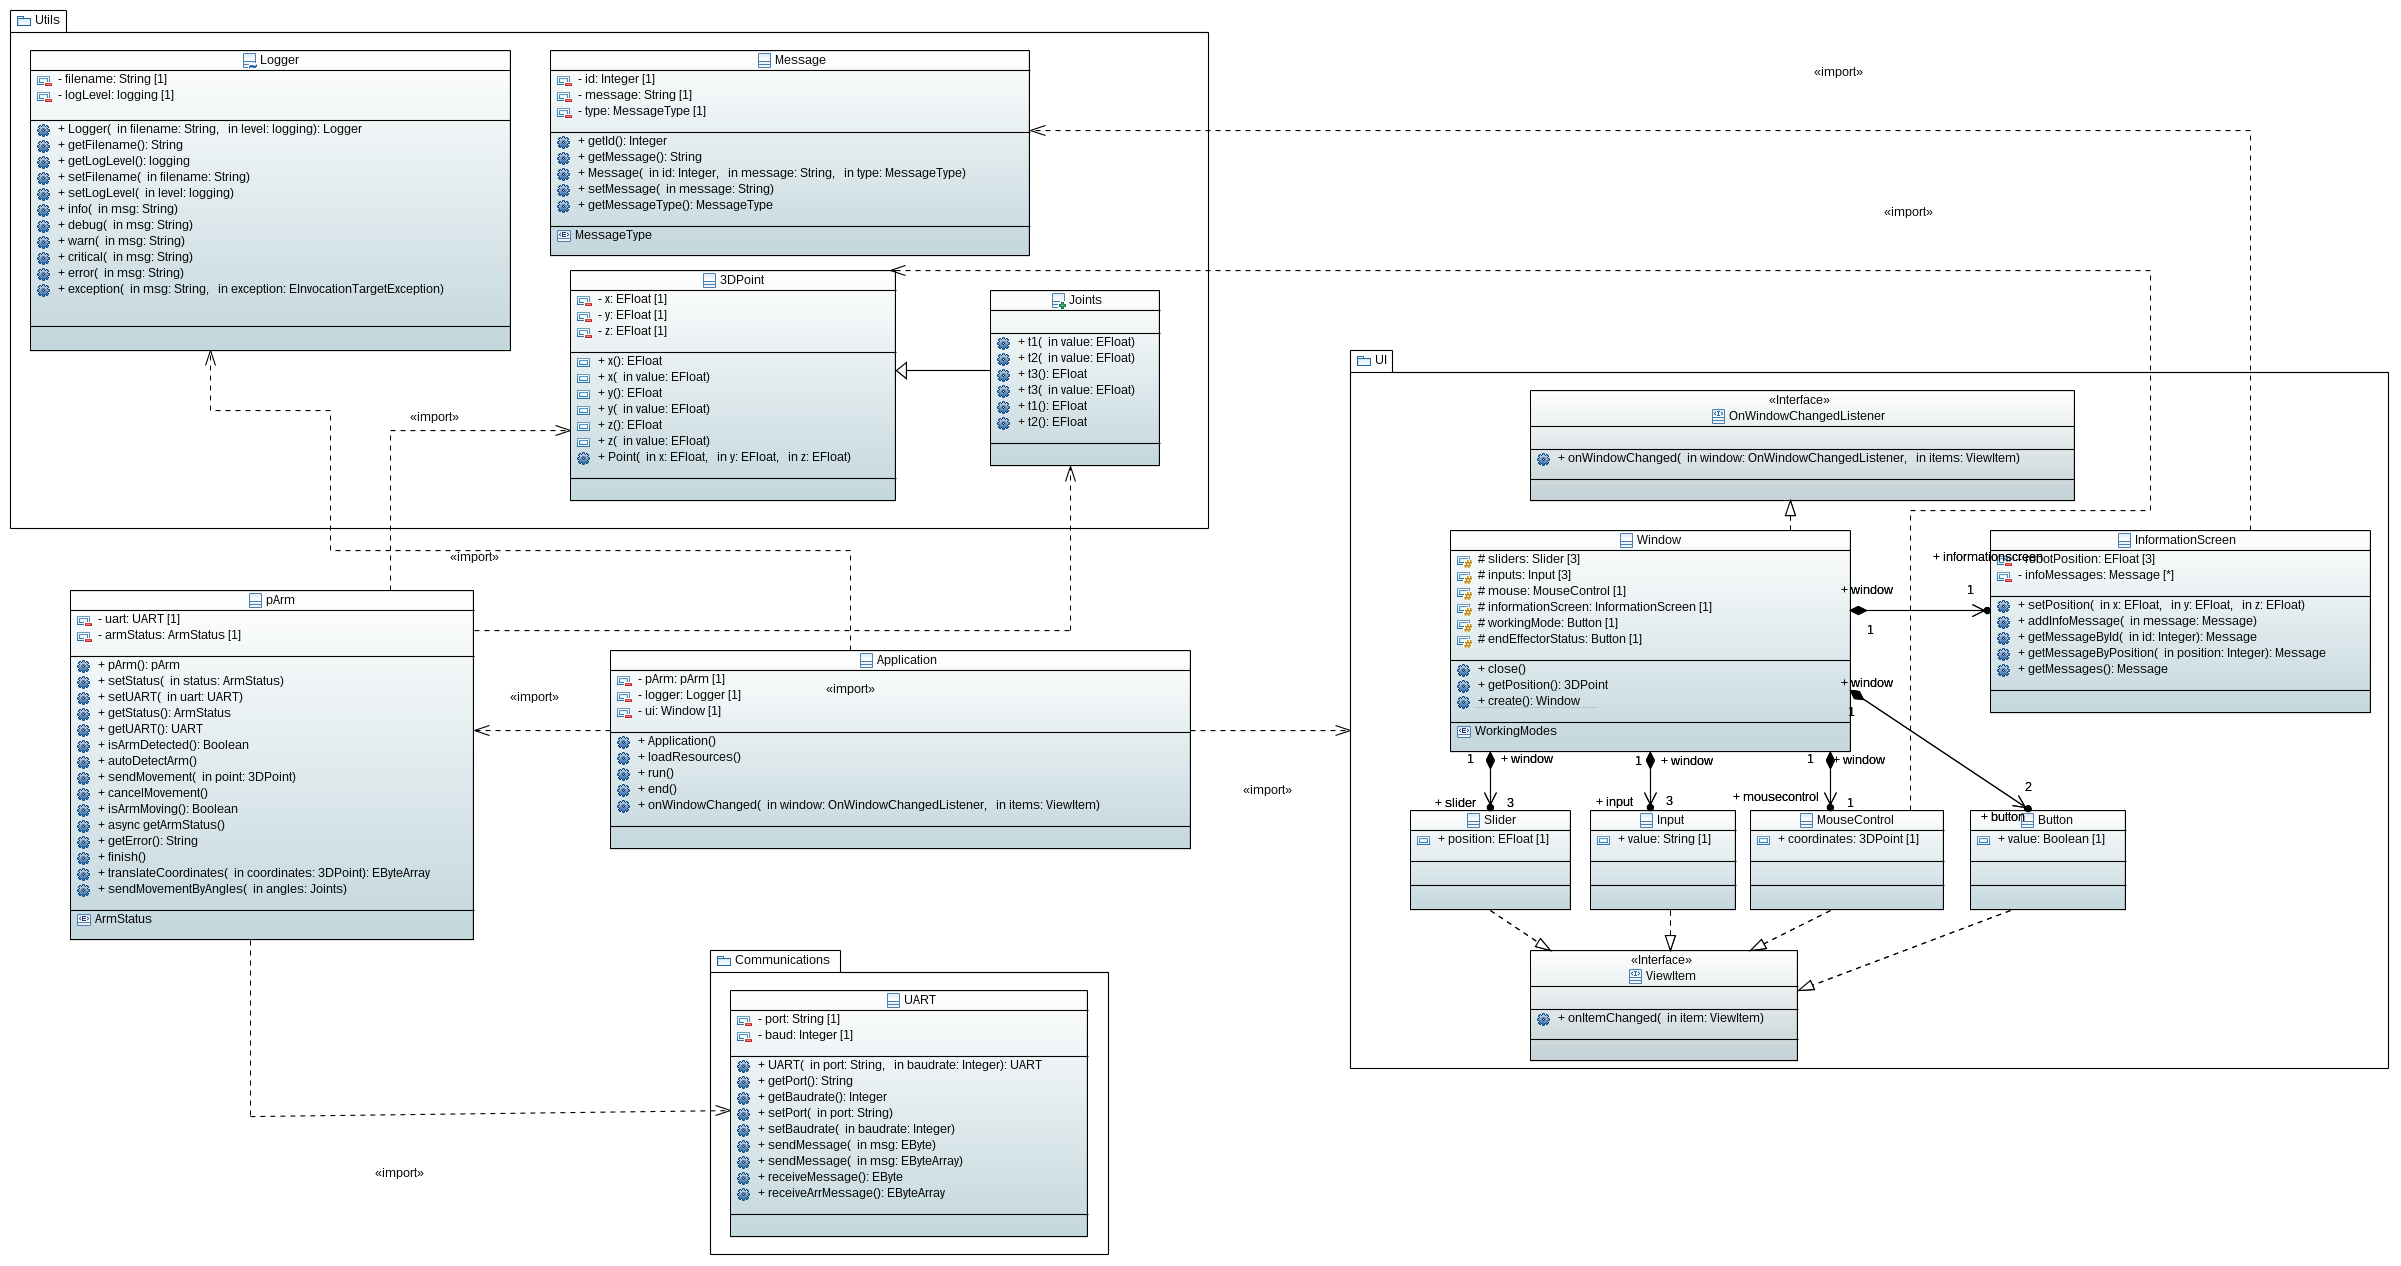 Utils
Logger
- filename: String [1]
- logLevel: logging [1]
+ Logger( in filename: String, in level: logging): Logger
+ getFilename(): String
+ getLogLevel(): logging
+ setFilename( in filename: String)
+ setLogLevel( in level: logging)
+ info( in msg: String)
+ debug( in msg: String)
+ warn( in msg: String)
+ critical( in msg: String)
+ error( in msg: String)
+ exception( in msg: String, in exception: EInvocationTargetException)
Message
- id: Integer [1]
- message: String [1]
- type: MessageType [1]
+ getId(): Integer
+ getMessage(): String
+ Message( in id: Integer, in message: String, in type: MessageType)
+ setMessage( in message: String)
+ getMessageType(): MessageType
MessageType
3DPoint
- x: EFloat [1]
- y: EFloat [1]
- z: EFloat [1]
+ x(): EFloat
+ x( in value: EFloat)
+ y(): EFloat
+ y( in value: EFloat)
+ z(): EFloat
+ z( in value: EFloat)
+ Point( in x: EFloat, in y: EFloat, in z: EFloat)
Joints
+ t1( in value: EFloat)
+ t2( in value: EFloat)
+ t3(): EFloat
+ t3( in value: EFloat)
+ t1(): EFloat
+ t2(): EFloat
«import»
«import»
«import»
«import»
pArm
- uart: UART [1]
- armStatus: ArmStatus [1]
+ pArm(): pArm
+ setStatus( in status: ArmStatus)
+ setUART( in uart: UART)
+ getStatus(): ArmStatus
+ getUART(): UART
+ isArmDetected(): Boolean
+ autoDetectArm()
+ sendMovement( in point: 3DPoint)
+ cancelMovement()
+ isArmMoving(): Boolean
+ async getArmStatus()
+ getError(): String
+ finish()
+ translateCoordinates( in coordinates: 3DPoint): EByteArray
+ sendMovementByAngles( in angles: Joints)
ArmStatus
«import»
Application
- pArm: pArm [1]
- logger: Logger [1]
- ui: Window [1]
«import»
+ Application()
+ loadResources()
+ run()
+ end()
+ onWindowChanged( in window: OnWindowChangedListener, in items: ViewItem)
«import»
«import»
Communications
UART
- port: String [1]
- baud: Integer [1]
+ UART( in port: String, in baudrate: Integer): UART
+ getPort(): String
+ getBaudrate(): Integer
+ setPort( in port: String)
+ setBaudrate( in baudrate: Integer)
+ sendMessage( in msg: EByte)
+ sendMessage( in msg: EByteArray)
+ receiveMessage(): EByte
+ receiveArrMessage(): EByteArray
UI
«Interface»
OnWindowChangedListener
+ onWindowChanged( in window: OnWindowChangedListener, in items: ViewItem)
Window
# sliders: Slider [3]
# inputs: Input [3]
# mouse: MouseControl [1]
# informationScreen: InformationScreen [1]
# workingMode: Button [1]
# endEffectorStatus: Button [1]
+ close()
+ getPosition(): 3DPoint
+ create(): Window
WorkingModes
InformationScreen
- robotPosition: EFloat [3]
- infoMessages: Message [*]
+ setPosition( in x: EFloat, in y: EFloat, in z: EFloat)
+ addInfoMessage( in message: Message)
+ getMessageById( in id: Integer): Message
+ getMessageByPosition( in position: Integer): Message
+ getMessages(): Message
+ informationscreen
+ window
1
1
+ window
1
2
+ button
1
+ window
+ slider
3
1
+ window
+ input
3
1
+ window
+ mousecontrol
1
Slider
+ position: EFloat [1]
Input
+ value: String [1]
MouseControl
+ coordinates: 3DPoint [1]
Button
+ value: Boolean [1]
«Interface»
ViewItem
+ onItemChanged( in item: ViewItem)